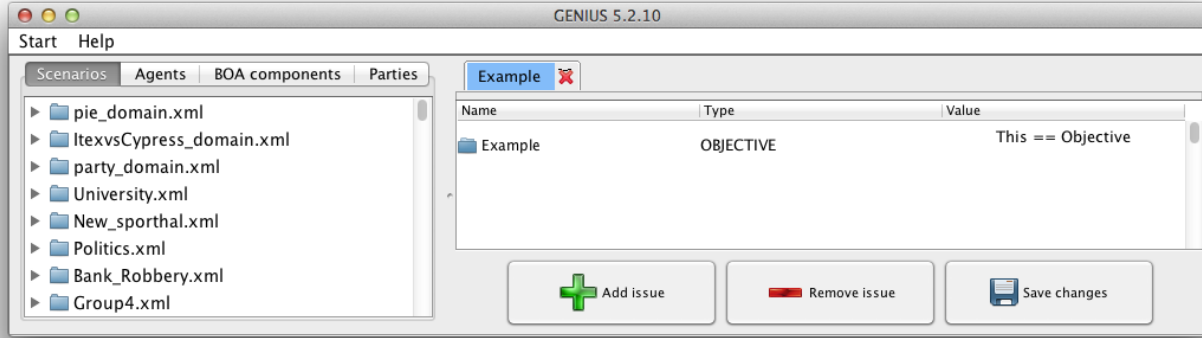 GENIUS 5.2.10
Start Help
Scenarios Agents BOA components Parties
pie_domain.xml
ItexvsCypress_domain.xml
party_domain.xml
University.xml
New_sporthal.xml
Politics.xml
Bank_Robbery.xml
Group4.xml
Example
Name Type Value
Example OBJECTIVE This == Objective
Add issue Remove issue Save changes